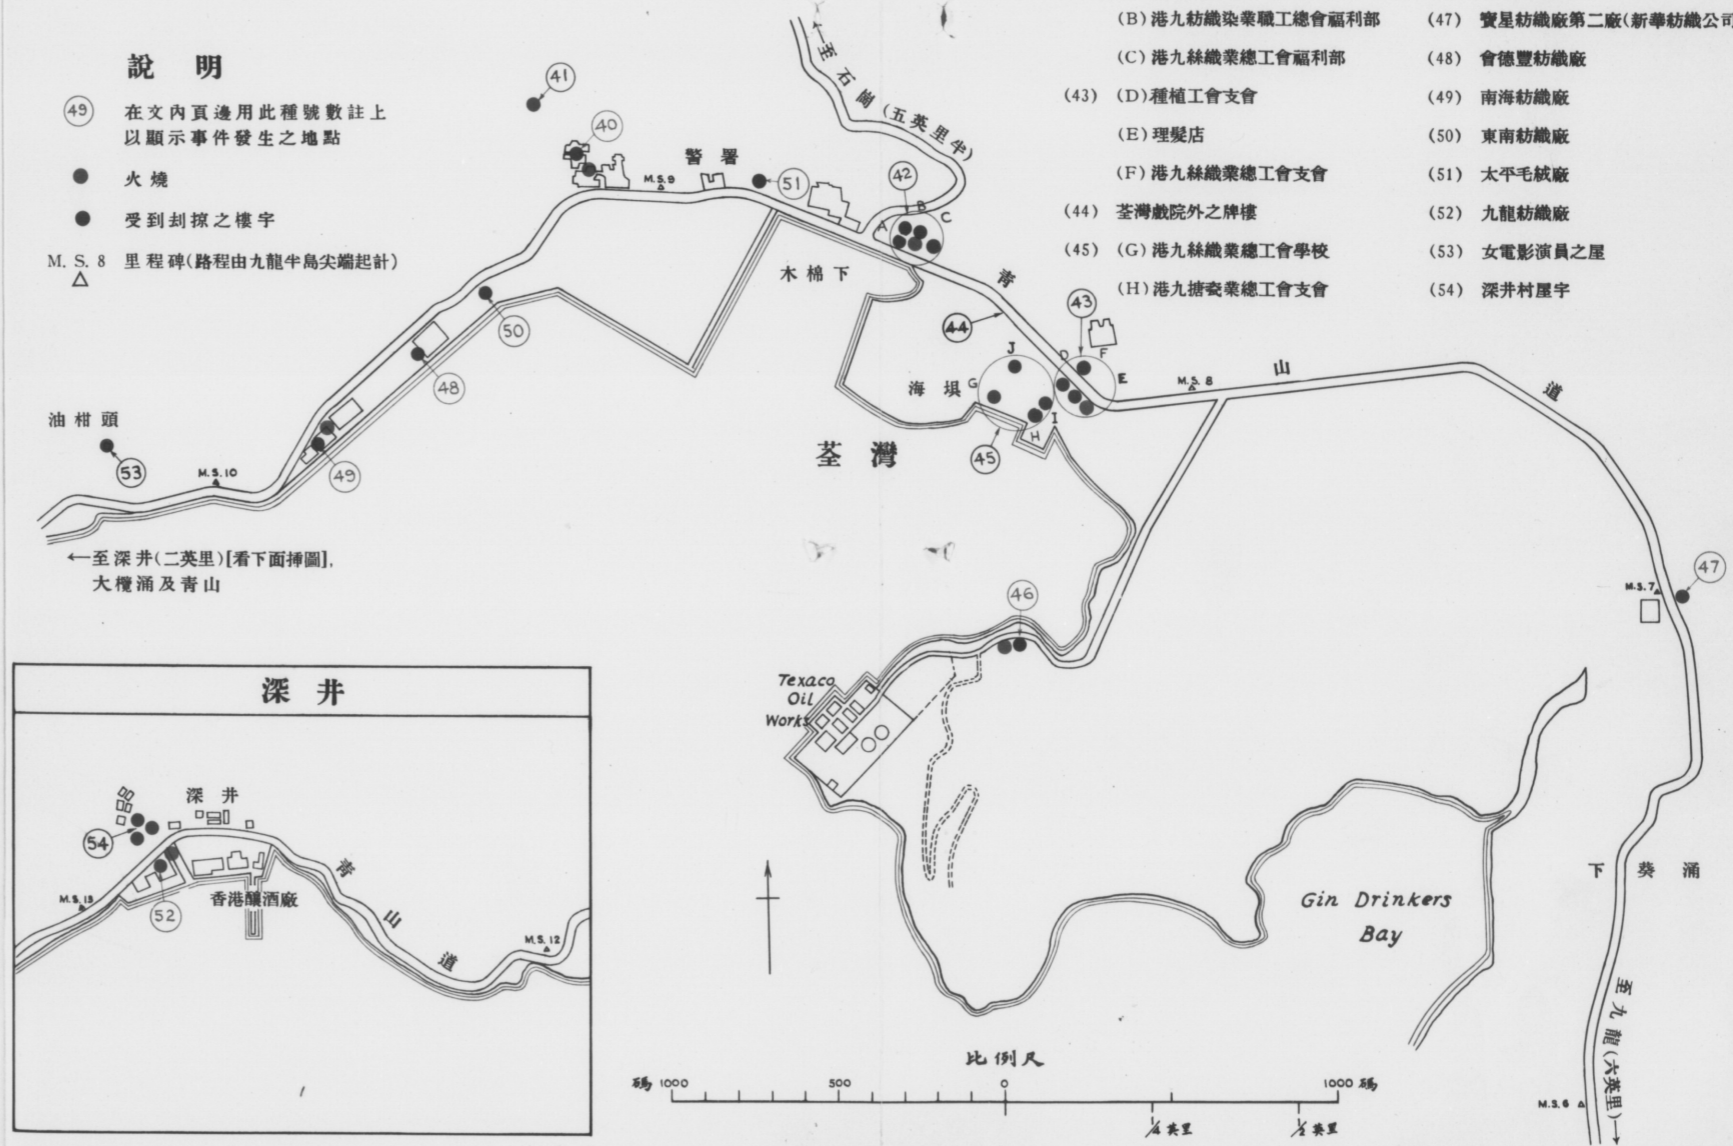 說 明
49 在文內頁邊用此種號數註上
以顯示事件發生之地點
火燒
受到刦掠之樓宇
M. S. 8 里程碑(路程由九龍半島尖端起計)
(B) 港九紡織染業職工總會福利部
(C) 港九絲織業總工會福利部
(43) (D) 種植工會支會
(E) 理髮店
(F) 港九絲織業總工會支會
(44) 荃灣戲院外之牌樓
(45) (G) 港九絲織業總工會學校
(H) 港九搪瓷業總工會支會
(47) 寶星紡織廠第二廠(新華紡織公司
(48) 會德豐紡織廠
(49) 南海紡織廠
(50) 東南紡織廠
(51) 太平毛絨廠
(52) 九龍紡織廠
(53) 女電影演員之屋
(54) 深井村屋宇
←至石崗(五英里半)
41
40
警署
M.S.9
51
42
A
B
C
木棉下
50
48
49
油柑頭
53
M.S.10
←至深井(二英里)[看下面插圖],
大欖涌及青山
青
山
道
44
43
D
F
E
M.S.8
海垻
J
G
H
I
45
荃灣
46
47
M.S.7
Texaco
Oil
Works
Gin Drinkers
Bay
下葵涌
至九龍(六英里)→
M.S.6
深井
深井
54
52
M.S.13
香港釀酒廠
青
山
道
M.S.12
比例尺
碼 1000 500 0 1000 碼
1/4 英里 1/2 英里